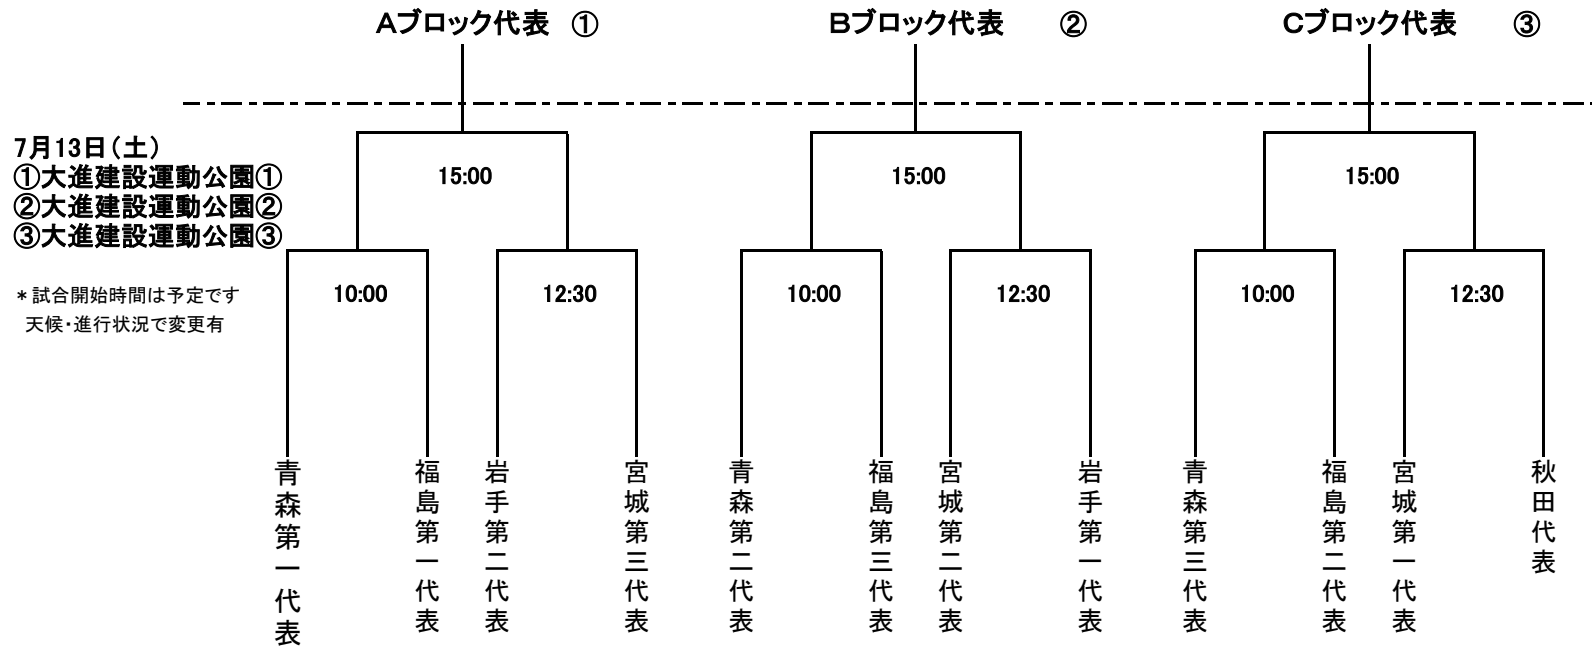 Aブロック代表 ①
Bブロック代表 ②
Cブロック代表 ③
7月13日(土)
①大進建設運動公園①
②大進建設運動公園②
③大進建設運動公園③
15:00
15:00
15:00
*試合開始時間は予定です
天候・進行状況で変更有
10:00
12:30
10:00
12:30
10:00
12:30
青森第一代表
福島第一代表
岩手第二代表
宮城第三代表
青森第二代表
福島第三代表
宮城第二代表
岩手第一代表
青森第三代表
福島第二代表
宮城第一代表
秋田代表